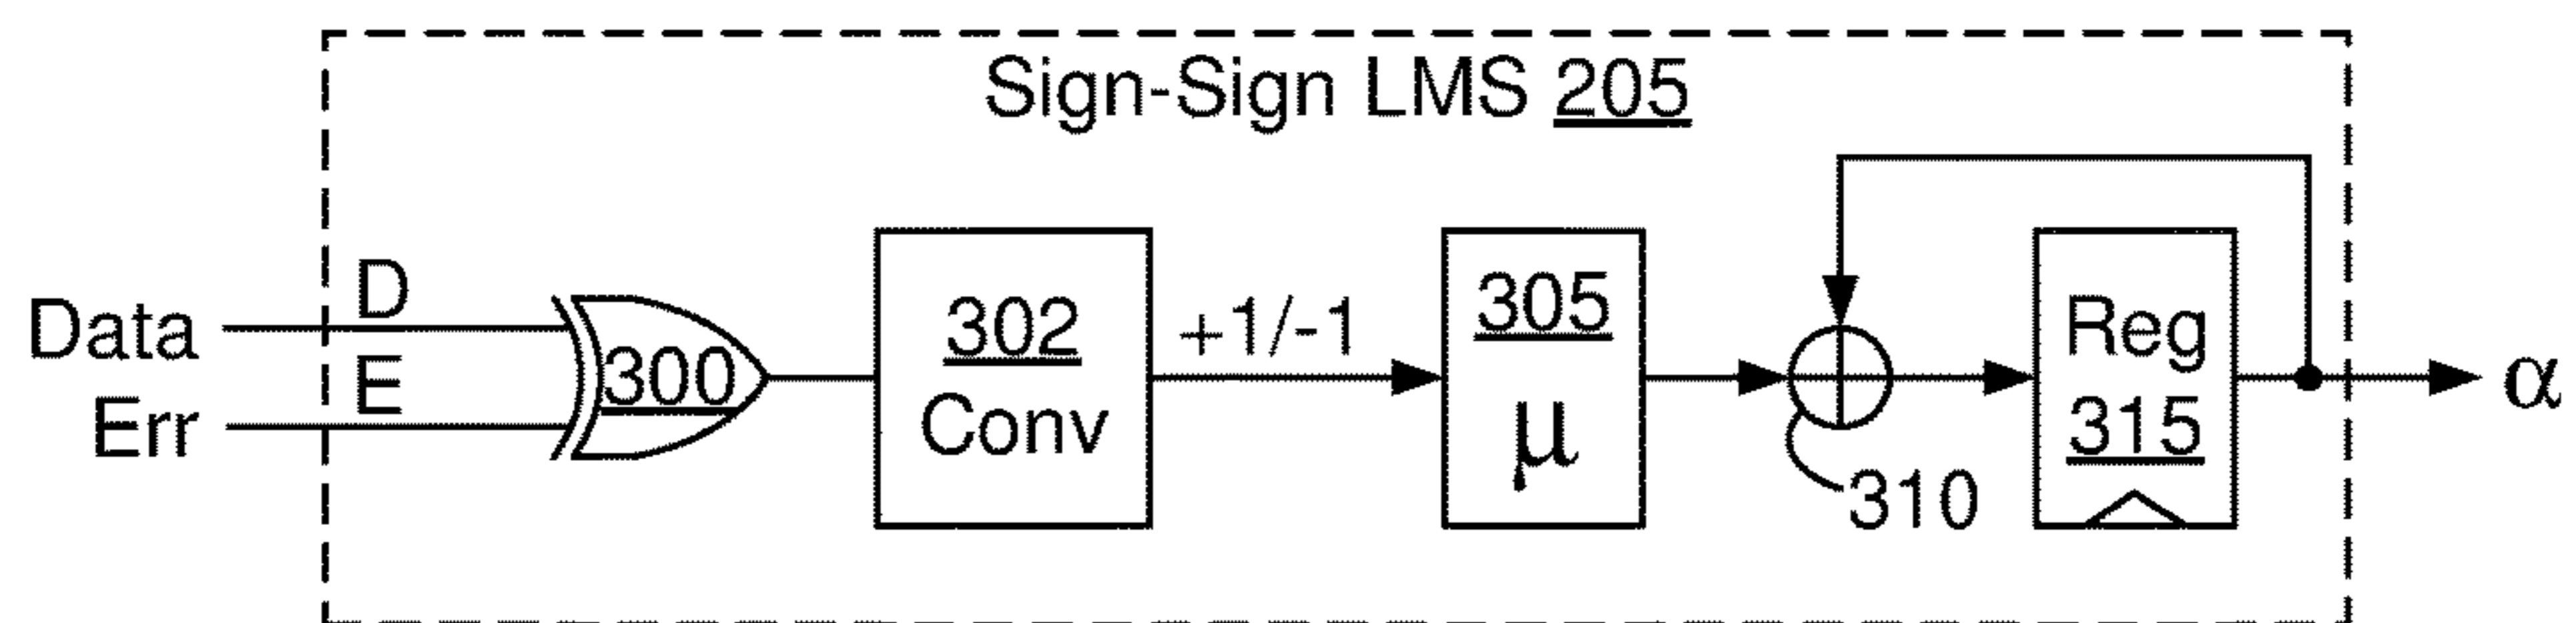 Sign-Sign LMS 205
Data
D
Err
E
300
302
Conv
+1/-1
305
μ
310
Reg
315
α